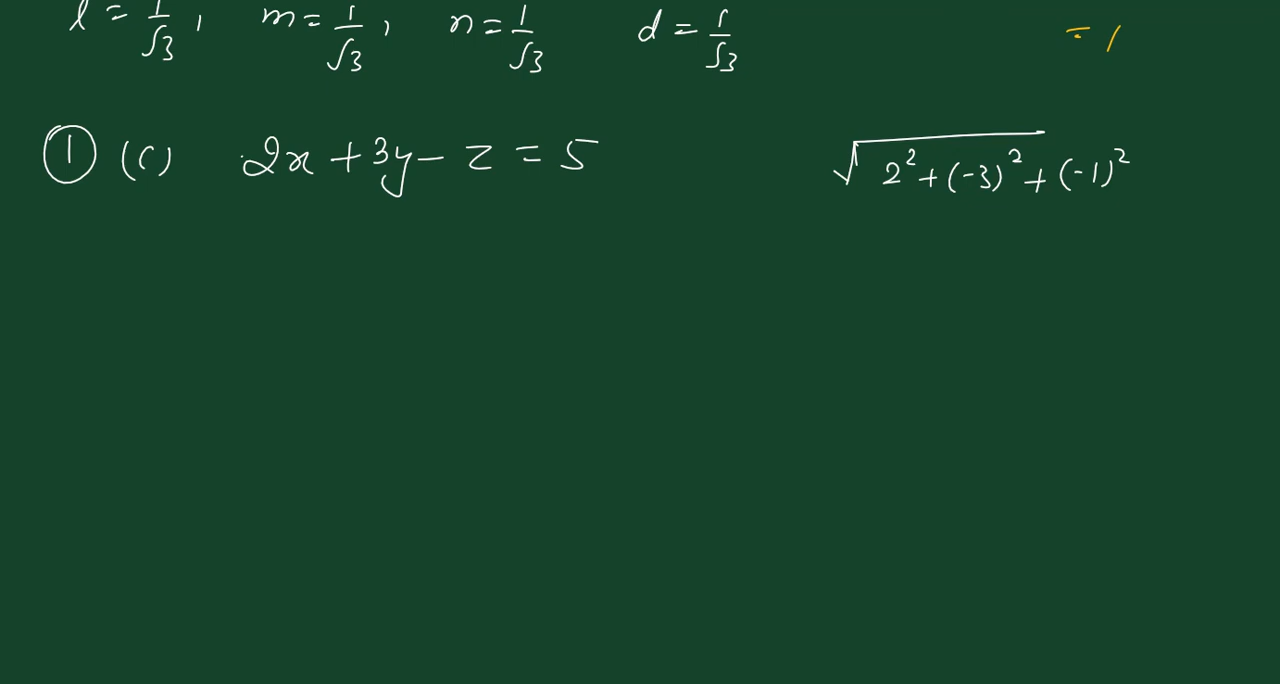 l = 1/√3, m = 1/√3, n = 1/√3 d = 1/√3 = 1
① (c) 2x + 3y - z = 5 √2² + (-3)² + (-1)²